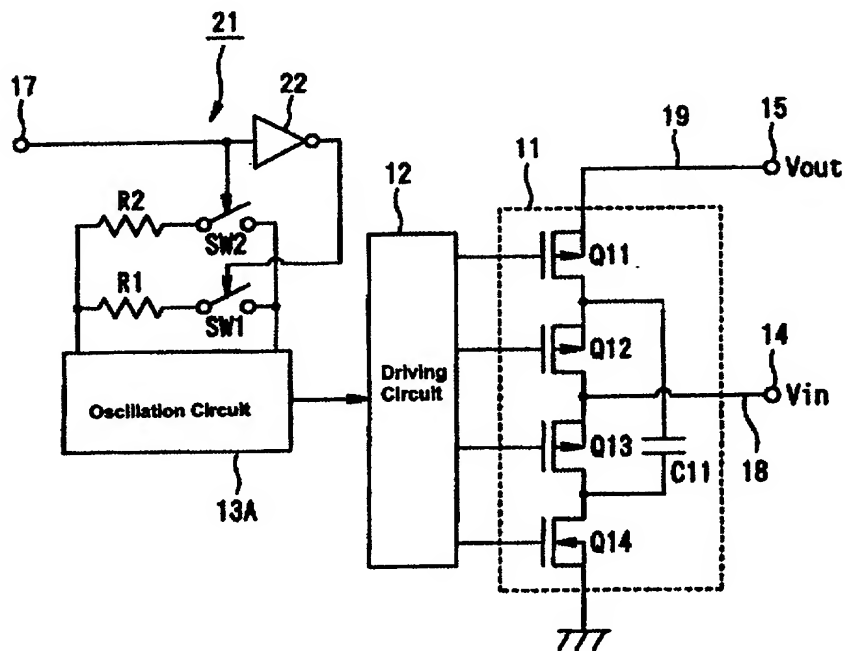 21
17
22
19
15
Vout
12
11
R2
SW2
Q11
R1
SW1
Q12
14
Driving
Circuit
Vin
Oscillation Circuit
Q13
C11
18
13A
Q14